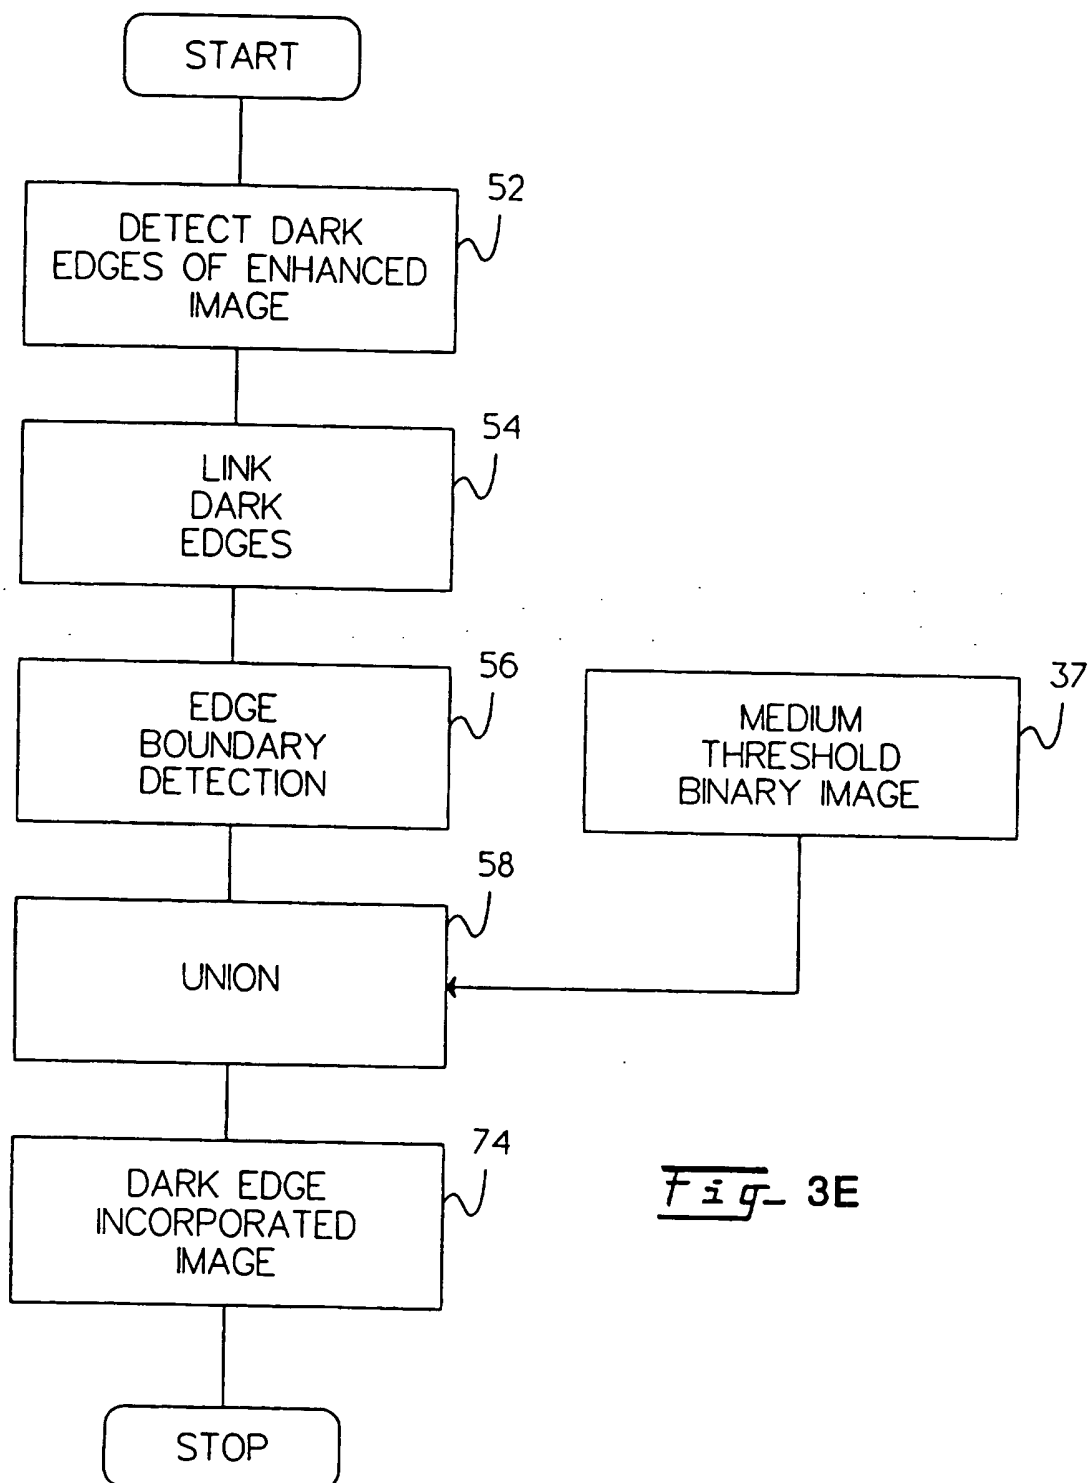 START
52
DETECT DARK
EDGES OF ENHANCED
IMAGE
54
LINK
DARK
EDGES
56
EDGE
BOUNDARY
DETECTION
37
MEDIUM
THRESHOLD
BINARY IMAGE
58
UNION
74
DARK EDGE
INCORPORATED
IMAGE
Fig_ 3E
STOP